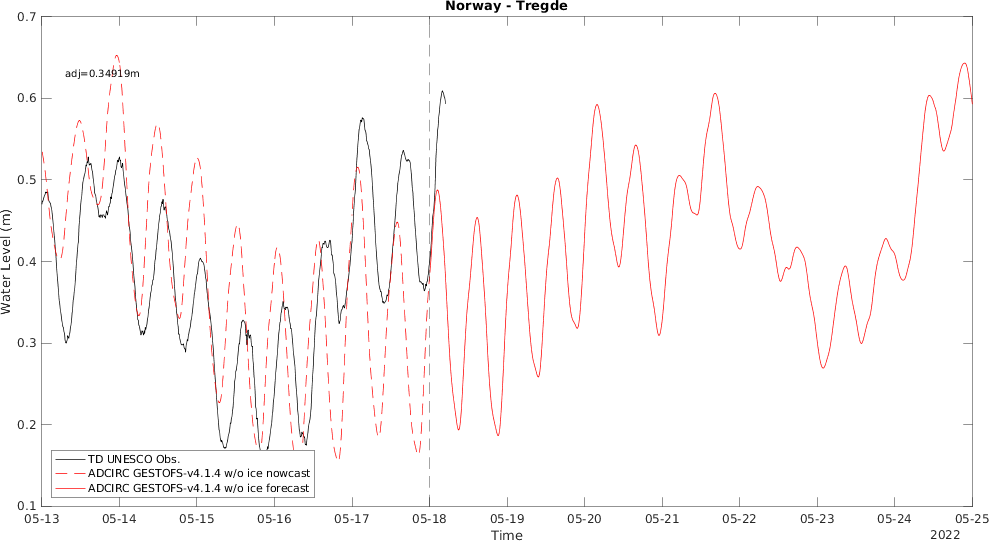 Norway - Tregde
0.7
adj=0.34919m
0.6
0.5
0.4
0.3
0.2
0.1
Water Level (m)
TD UNESCO Obs.
ADCIRC GESTOFS-v4.1.4 w/o ice nowcast
ADCIRC GESTOFS-v4.1.4 w/o ice forecast
05-13 05-14 05-15 05-16 05-17 05-18 05-19 05-20 05-21 05-22 05-23 05-24 05-25
Time
2022